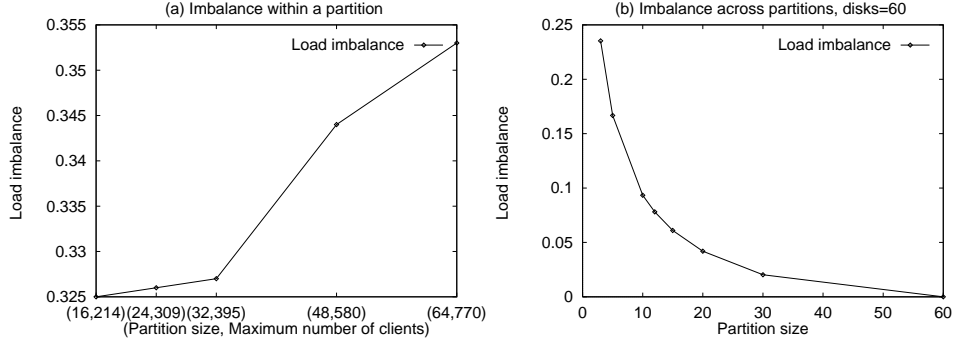 (a) Imbalance within a partition
Load imbalance
0.355
0.35
0.345
0.34
0.335
0.33
0.325
Load imbalance
(16,214)(24,309)(32,395) (48,580) (64,770)
(Partition size, Maximum number of clients)
(b) Imbalance across partitions, disks=60
Load imbalance
0.25
0.2
0.15
0.1
0.05
0
Load imbalance
0 10 20 30 40 50 60
Partition size